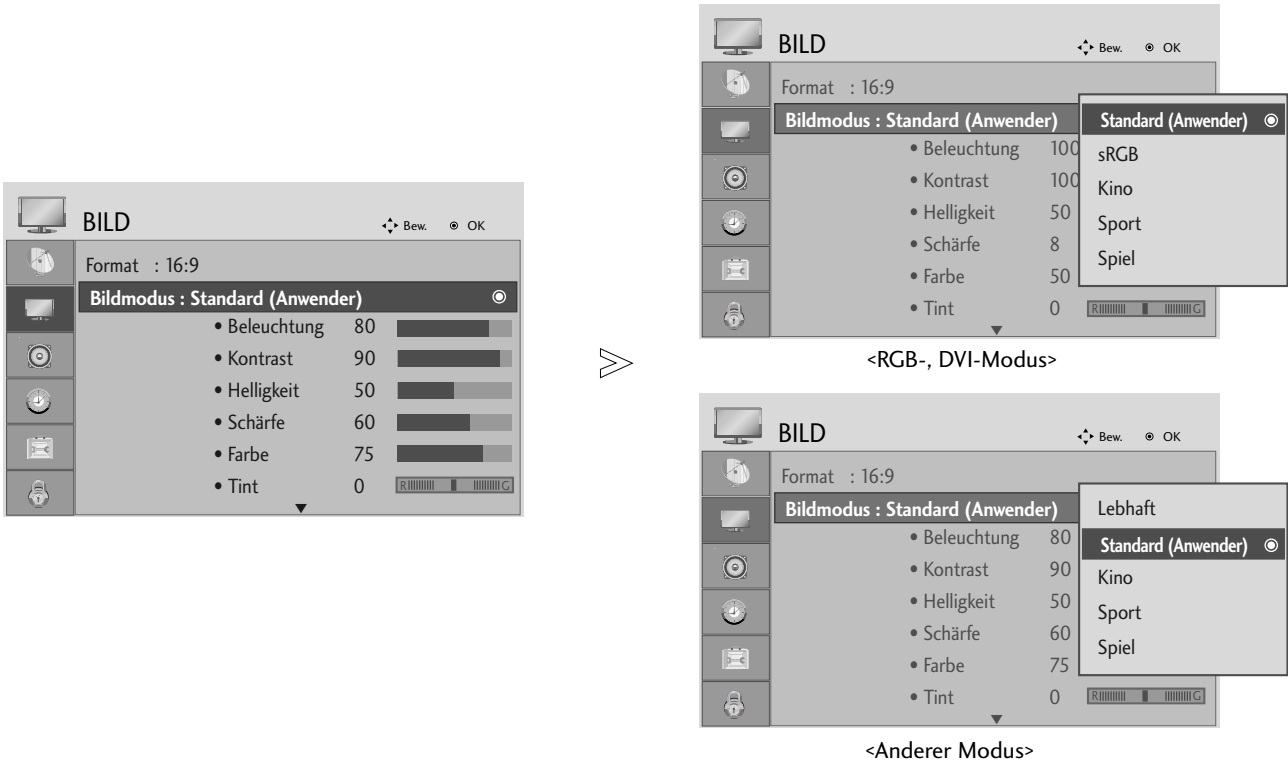 BILD
Bew.
OK
Format : 16:9
Bildmodus : Standard (Anwender)
• Beleuchtung 80
• Kontrast 90
• Helligkeit 50
• Schärfe 60
• Farbe 75
• Tint 0 R G
BILD
Bew.
OK
Format : 16:9
Bildmodus : Standard (Anwender)
• Beleuchtung 100
• Kontrast 100
• Helligkeit 50
• Schärfe 8
• Farbe 50
• Tint 0 R G
Standard (Anwender)
sRGB
Kino
Sport
Spiel
<RGB-, DVI-Modus>
BILD
Bew.
OK
Format : 16:9
Bildmodus : Standard (Anwender)
• Beleuchtung 80
• Kontrast 90
• Helligkeit 50
• Schärfe 60
• Farbe 75
• Tint 0 R G
Lebhaft
Standard (Anwender)
Kino
Sport
Spiel
<Anderer Modus>